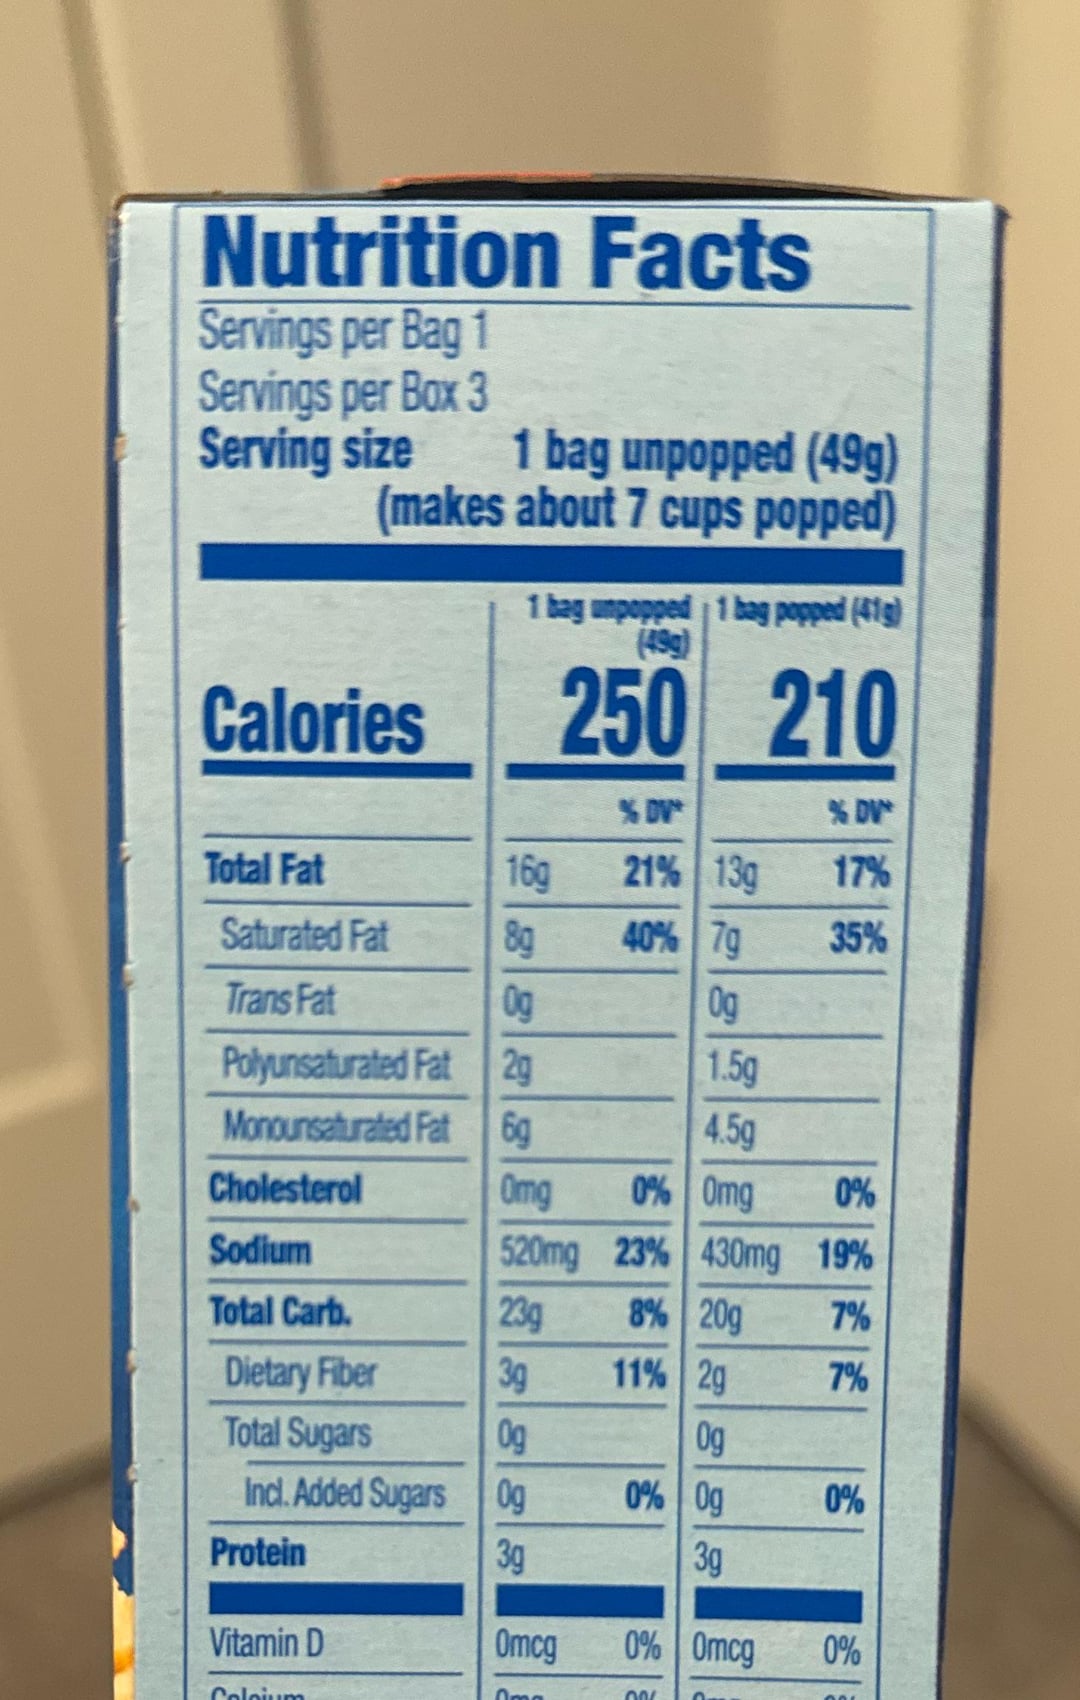 Nutrition Facts
Servings per Bag 1
Servings per Box 3
Serving size 1 bag unpopped (49g)
(makes about 7 cups popped)
1 bag unpopped (49g) 1 bag popped (41g)
Calories 250 210
% DV* % DV*
Total Fat 16g 21% 13g 17%
Saturated Fat 8g 40% 7g 35%
Trans Fat 0g 0g
Polyunsaturated Fat 2g 1.5g
Monounsaturated Fat 6g 4.5g
Cholesterol 0mg 0% 0mg 0%
Sodium 520mg 23% 430mg 19%
Total Carb. 23g 8% 20g 7%
Dietary Fiber 3g 11% 2g 7%
Total Sugars 0g 0g
Incl. Added Sugars 0g 0% 0g 0%
Protein 3g 3g
Vitamin D 0mcg 0% 0mcg 0%